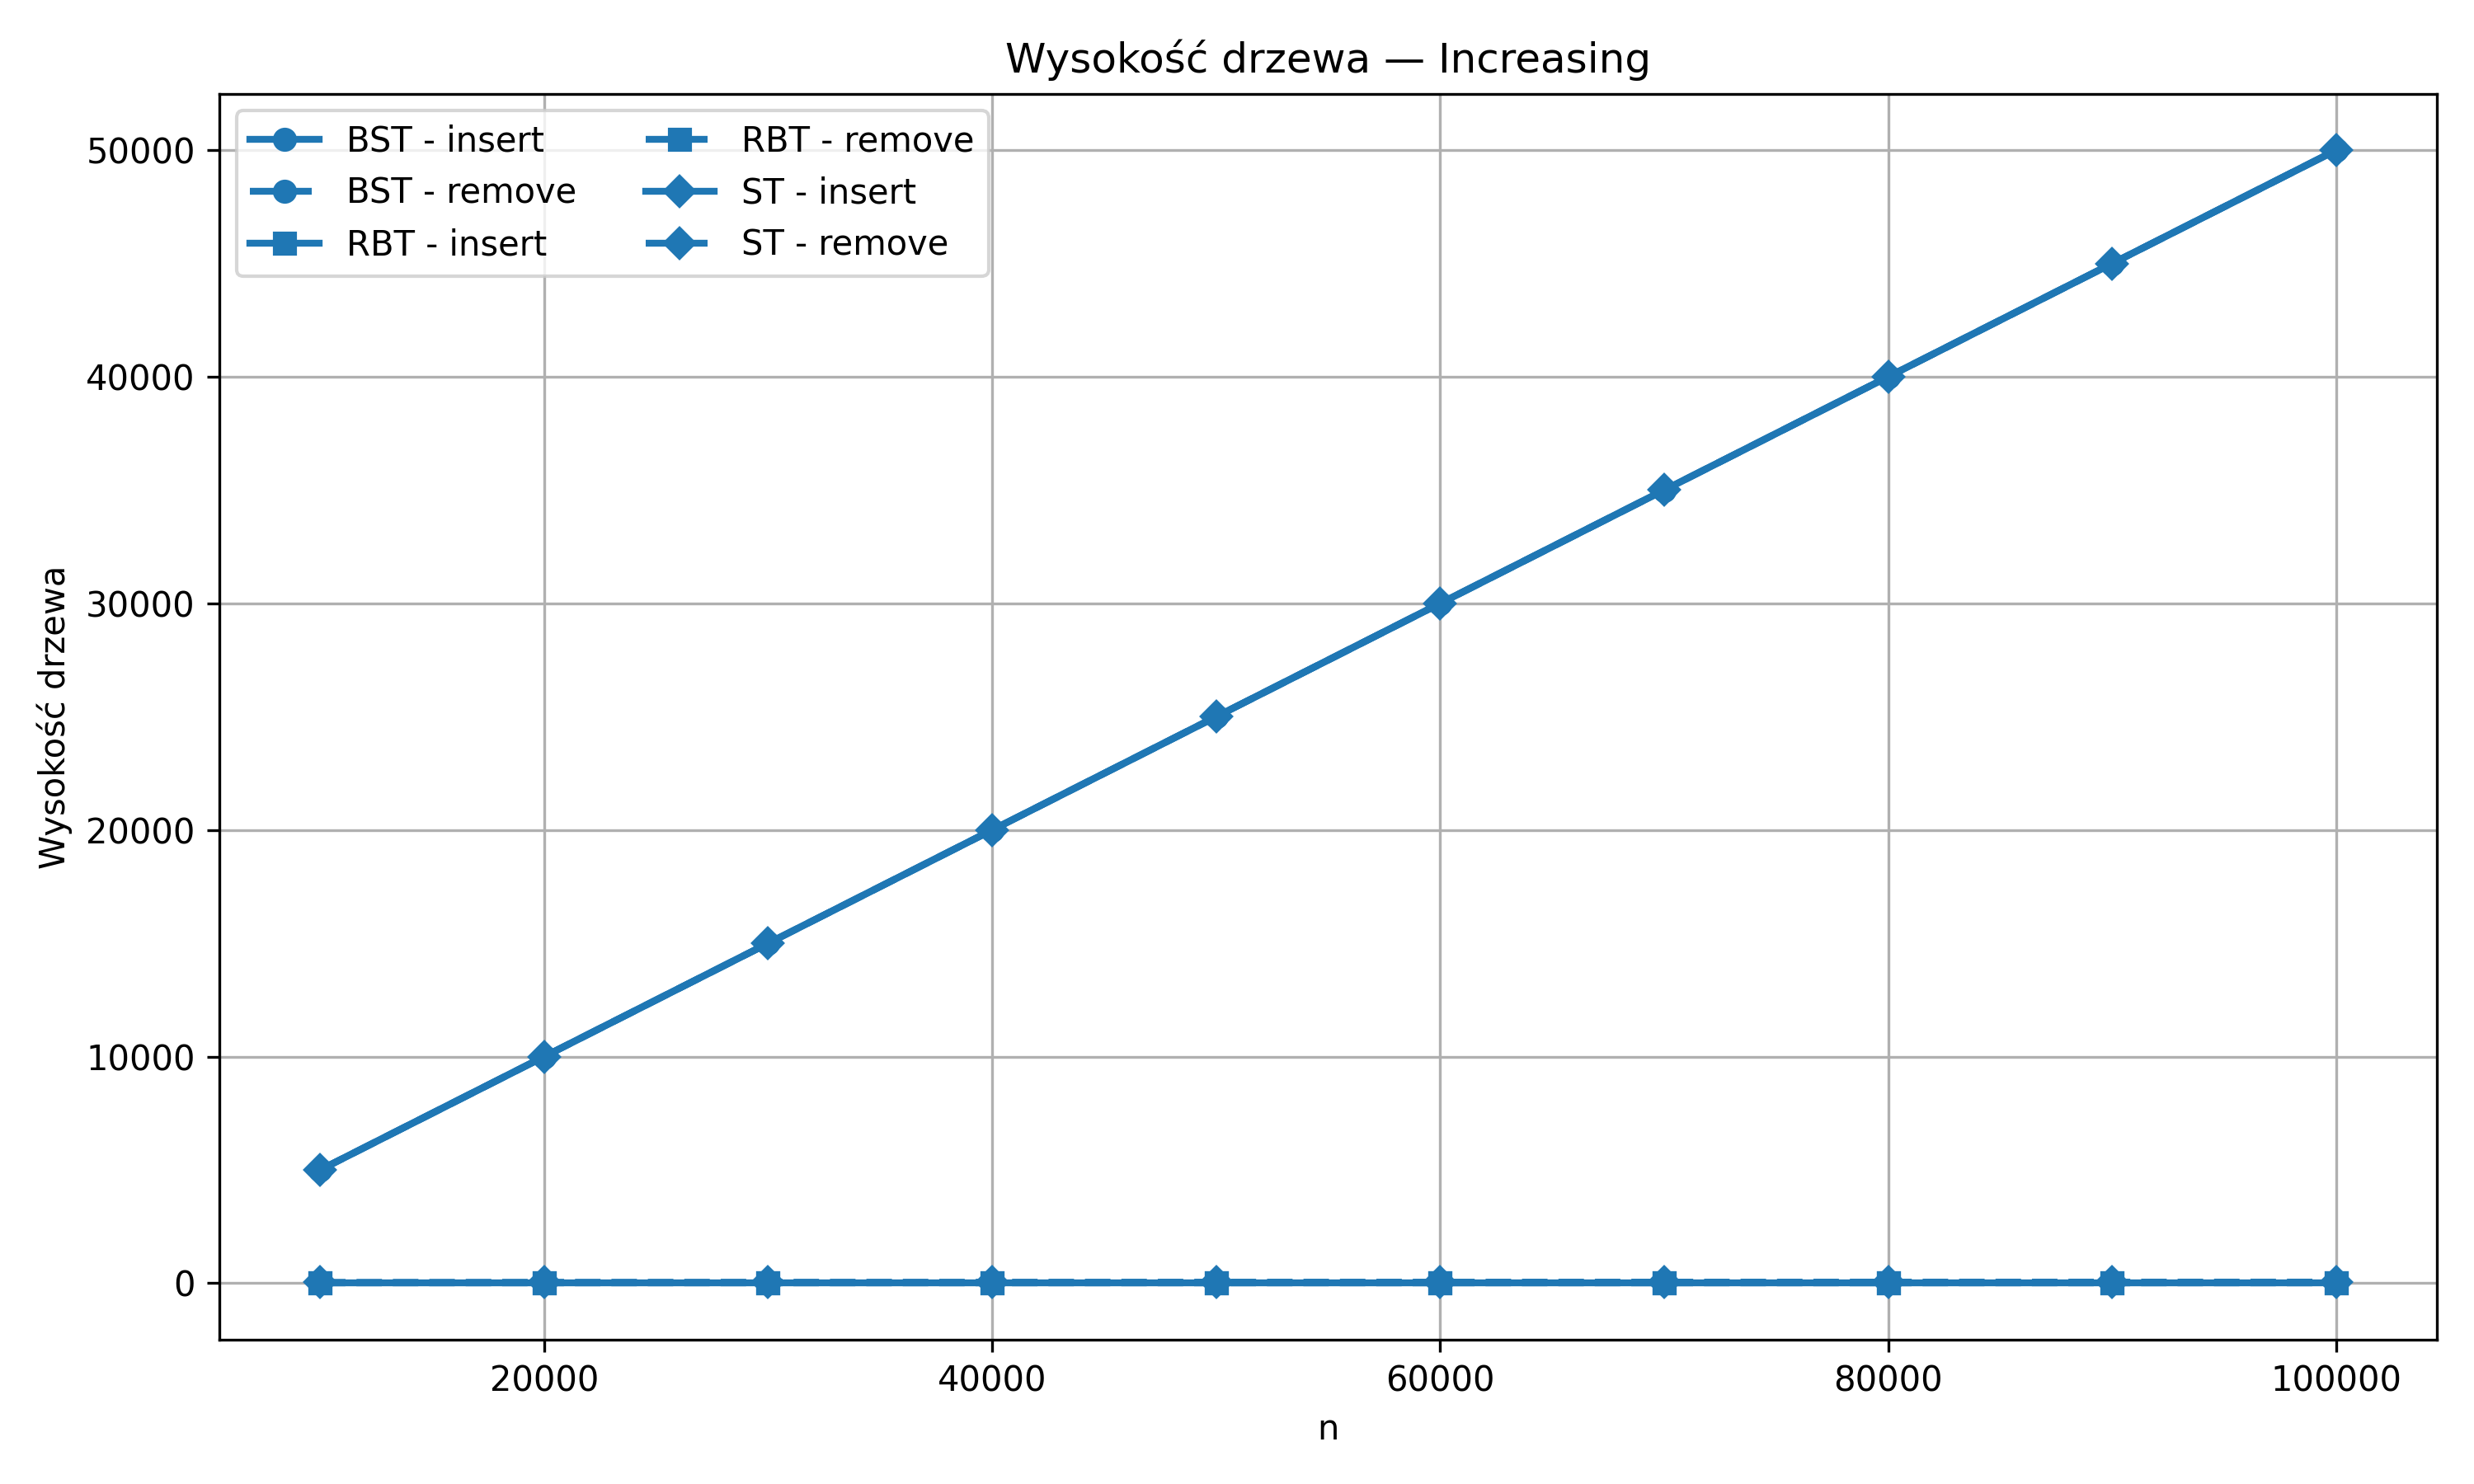 Wysokość drzewa — Increasing
BST - insert
BST - remove
RBT - insert
RBT - remove
ST - insert
ST - remove
Wysokość drzewa
50000
40000
30000
20000
10000
0
20000
40000
60000
80000
100000
n